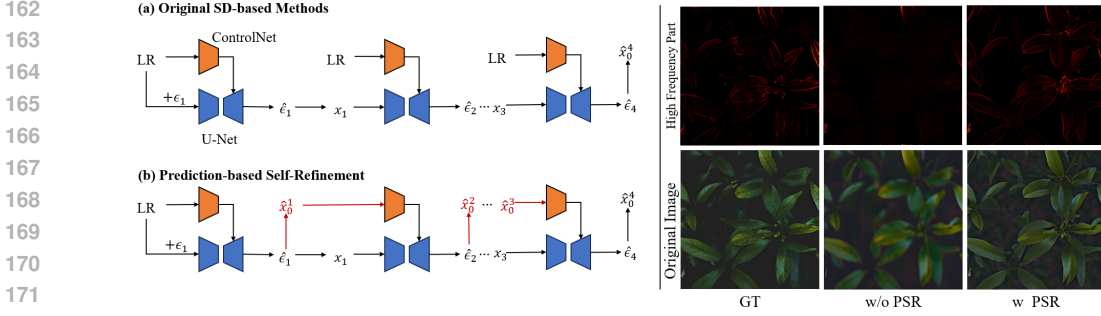 162
163
164
165
166
167
168
169
170
171
(a) Original SD-based Methods
ControlNet
LR
LR
LR
x̂₀⁴
+ϵ₁
ϵ̂₁
x₁
ϵ̂₂ ⋯ x₃
ϵ̂₄
U-Net
(b) Prediction-based Self-Refinement
LR
x̂₀¹
x̂₀² ⋯ x̂₀³
x̂₀⁴
+ϵ₁
ϵ̂₁
x₁
ϵ̂₂ ⋯ x₃
ϵ̂₄
High Frequency Part
Original Image
GT
w/o PSR
w PSR